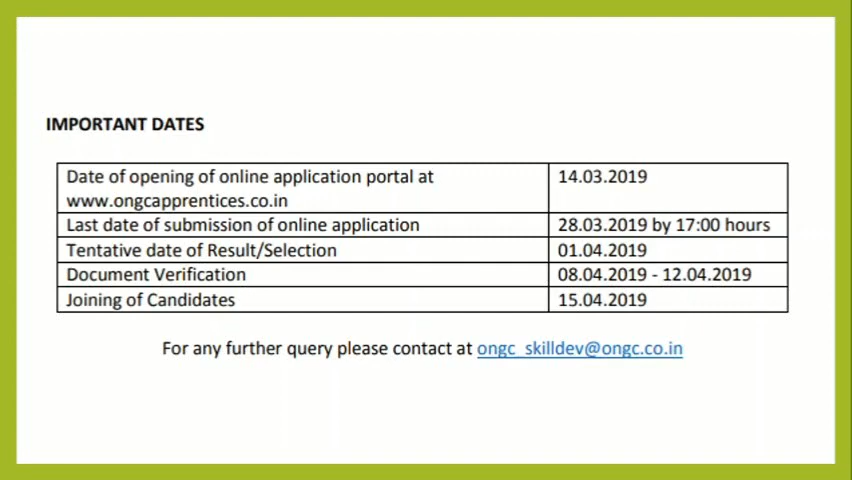 IMPORTANT DATES
Date of opening of online application portal at 14.03.2019
www.ongcapprentices.co.in
Last date of submission of online application 28.03.2019 by 17:00 hours
Tentative date of Result/Selection 01.04.2019
Document Verification 08.04.2019 - 12.04.2019
Joining of Candidates 15.04.2019
For any further query please contact at ongc_skilldev@ongc.co.in